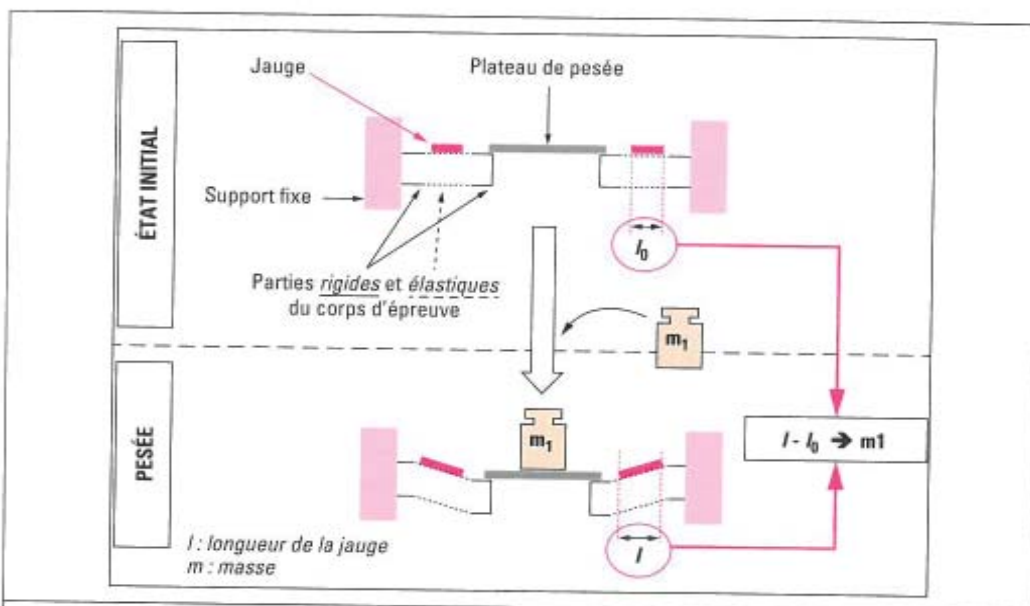 ÉTAT INITIAL
Jauge
Plateau de pesée
Support fixe
l₀
Parties rigides et élastiques
du corps d'épreuve
m₁
PESÉE
m₁
l - l₀ → m1
l
l : longueur de la jauge
m : masse